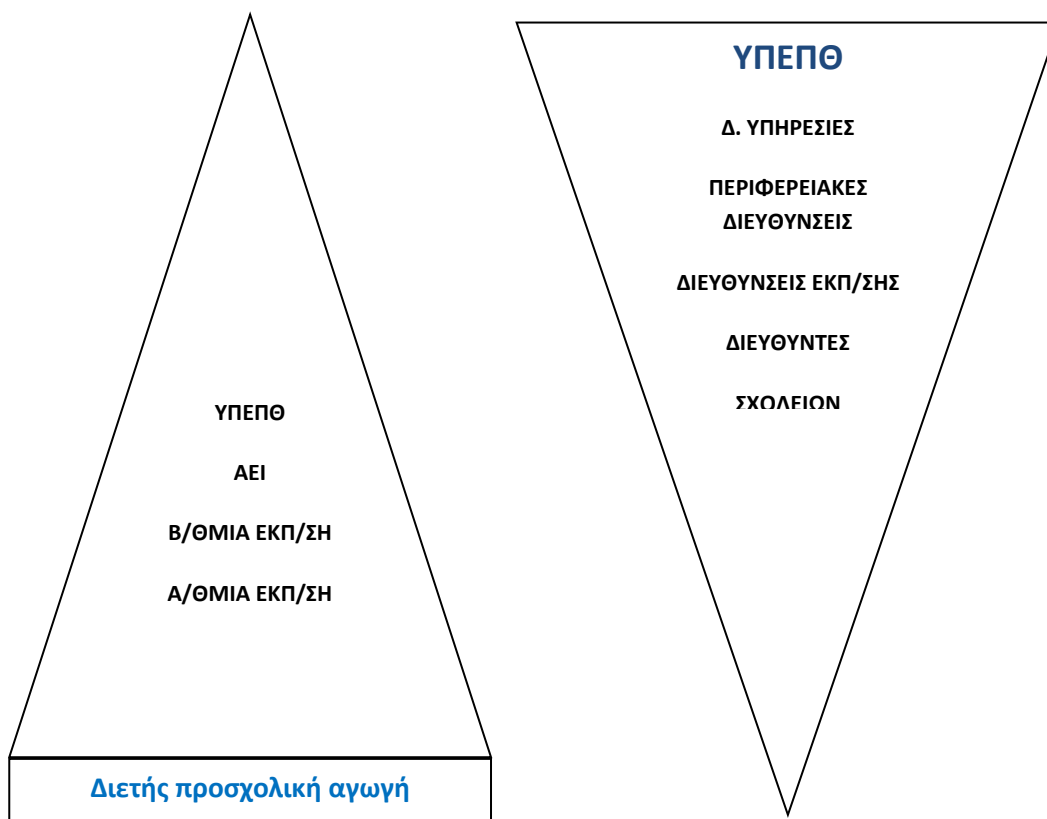 ΥΠΕΠΘ
ΑΕΙ
Β/ΘΜΙΑ ΕΚΠ/ΣΗ
Α/ΘΜΙΑ ΕΚΠ/ΣΗ
Διετής προσχολική αγωγή
ΥΠΕΠΘ
Δ. ΥΠΗΡΕΣΙΕΣ
ΠΕΡΙΦΕΡΕΙΑΚΕΣ
ΔΙΕΥΘΥΝΣΕΙΣ
ΔΙΕΥΘΥΝΣΕΙΣ ΕΚΠ/ΣΗΣ
ΔΙΕΥΘΥΝΤΕΣ
ΣΧΟΛΕΙΩΝ